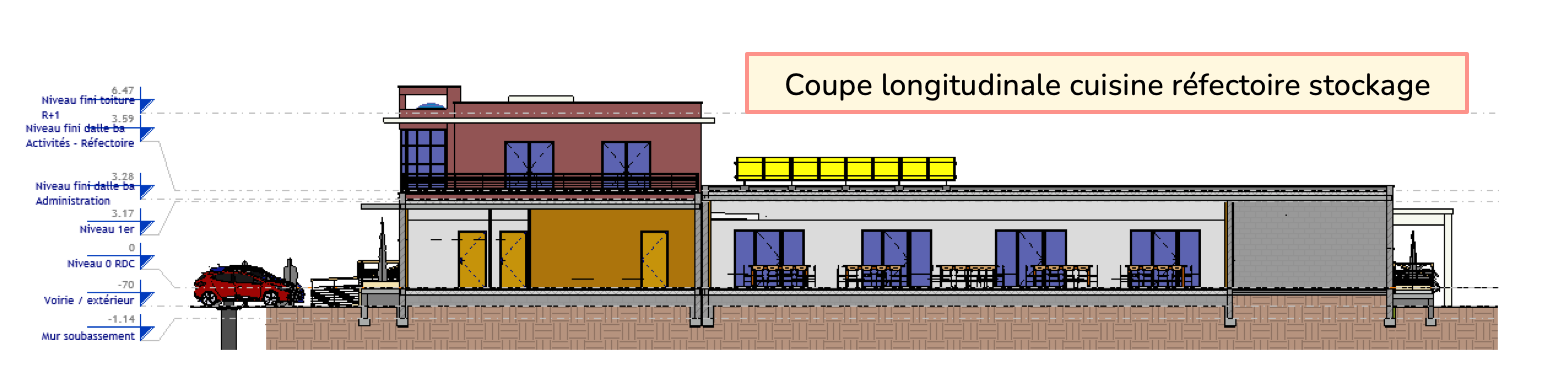 Coupe longitudinale cuisine réfectoire stockage
6.47
Niveau fini toiture
R+1
3.59
Niveau fini dalle ba
Activités - Réfectoire
3.28
Niveau fini dalle ba
Administration
3.17
Niveau 1er
0
Niveau 0 RDC
-70
Voirie / extérieur
-1.14
Mur soubassement